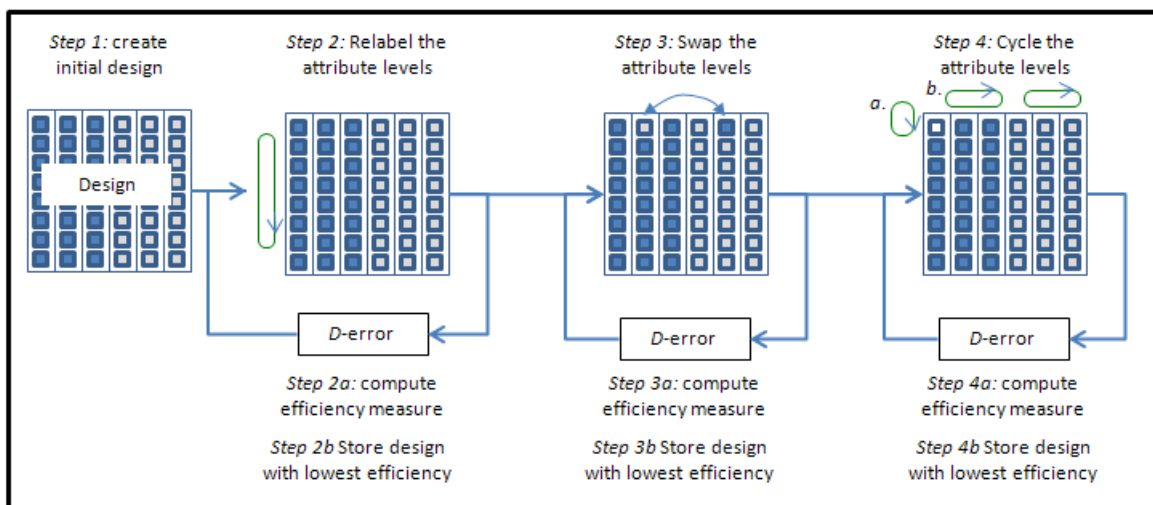 Step 1: create
initial design
Design
Step 2: Relabel the
attribute levels
D-error
Step 2a: compute
efficiency measure
Step 2b Store design
with lowest efficiency
Step 3: Swap the
attribute levels
D-error
Step 3a: compute
efficiency measure
Step 3b Store design
with lowest efficiency
Step 4: Cycle the
attribute levels
a.
b.
D-error
Step 4a: compute
efficiency measure
Step 4b Store design
with lowest efficiency